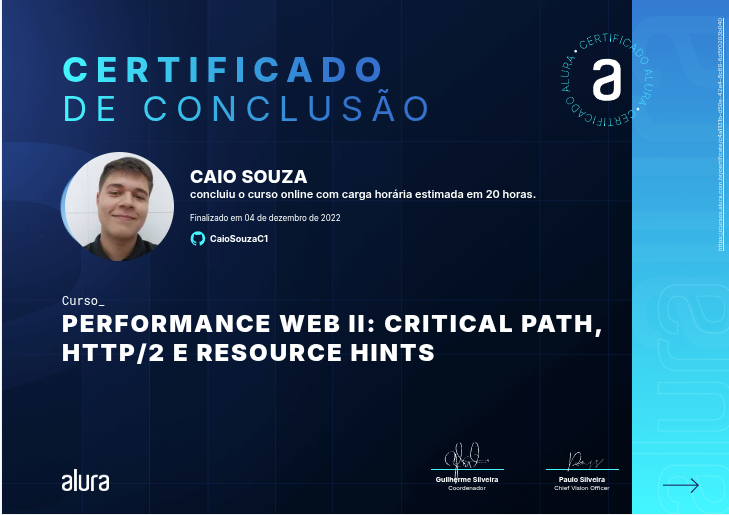 CERTIFICADO
DE CONCLUSÃO
CERTIFICADO ALURA • CERTIFICADO ALURA •
a
CAIO SOUZA
concluiu o curso online com carga horária estimada em 20 horas.
Finalizado em 04 de dezembro de 2022
CaioSouzaC1
Curso_
PERFORMANCE WEB II: CRITICAL PATH,
HTTP/2 E RESOURCE HINTS
alura
Guilherme Silveira
Coordenador
Paulo Silveira
Chief Vision Officer
alura